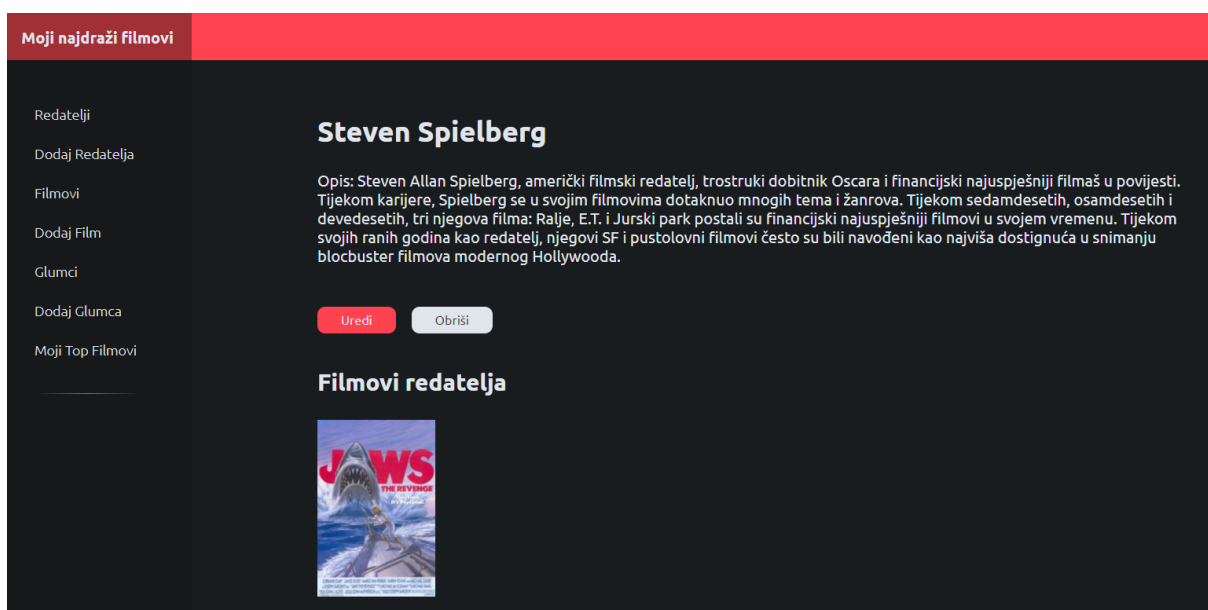 Moji najdraži filmovi
Redatelji
Dodaj Redatelja
Filmovi
Dodaj Film
Glumci
Dodaj Glumca
Moji Top Filmovi
Steven Spielberg
Opis: Steven Allan Spielberg, američki filmski redatelj, trostruki dobitnik Oscara i financijski najuspješniji filmaš u povijesti.
Tijekom karijere, Spielberg se u svojim filmovima dotaknuo mnogih tema i žanrova. Tijekom sedamdesetih, osamdesetih i
devedesetih, tri njegova filma: Ralje, E.T. i Jurski park postali su financijski najuspješniji filmovi u svojem vremenu. Tijekom
svojih ranih godina kao redatelj, njegovi SF i pustolovni filmovi često su bili navođeni kao najviša dostignuća u snimanju
blocbuster filmova modernog Hollywooda.
Uredi
Obriši
Filmovi redatelja
JAWS
THE REVENGE